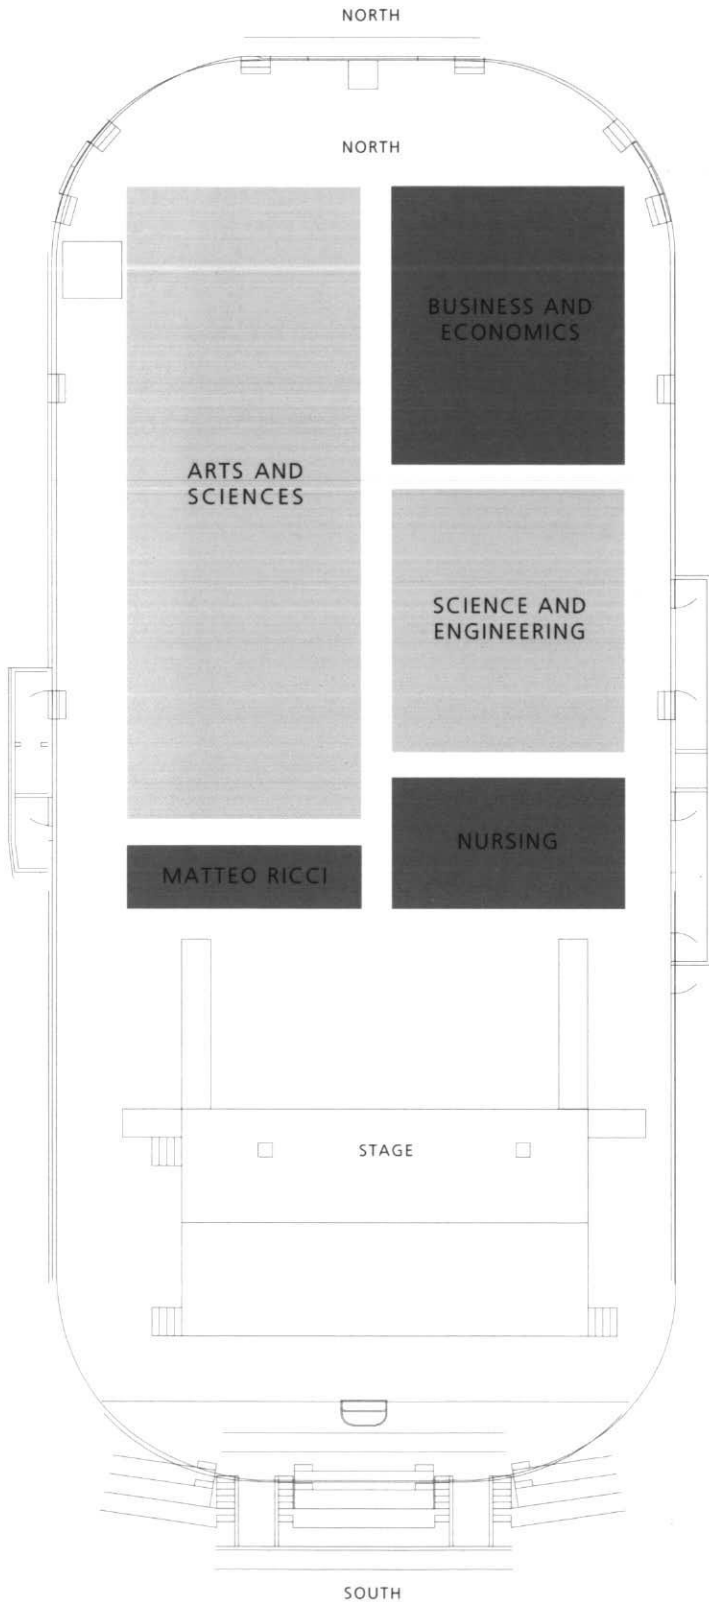 NORTH
NORTH
BUSINESS AND
ECONOMICS
ARTS AND
SCIENCES
SCIENCE AND
ENGINEERING
NURSING
MATTEO RICCI
STAGE
SOUTH